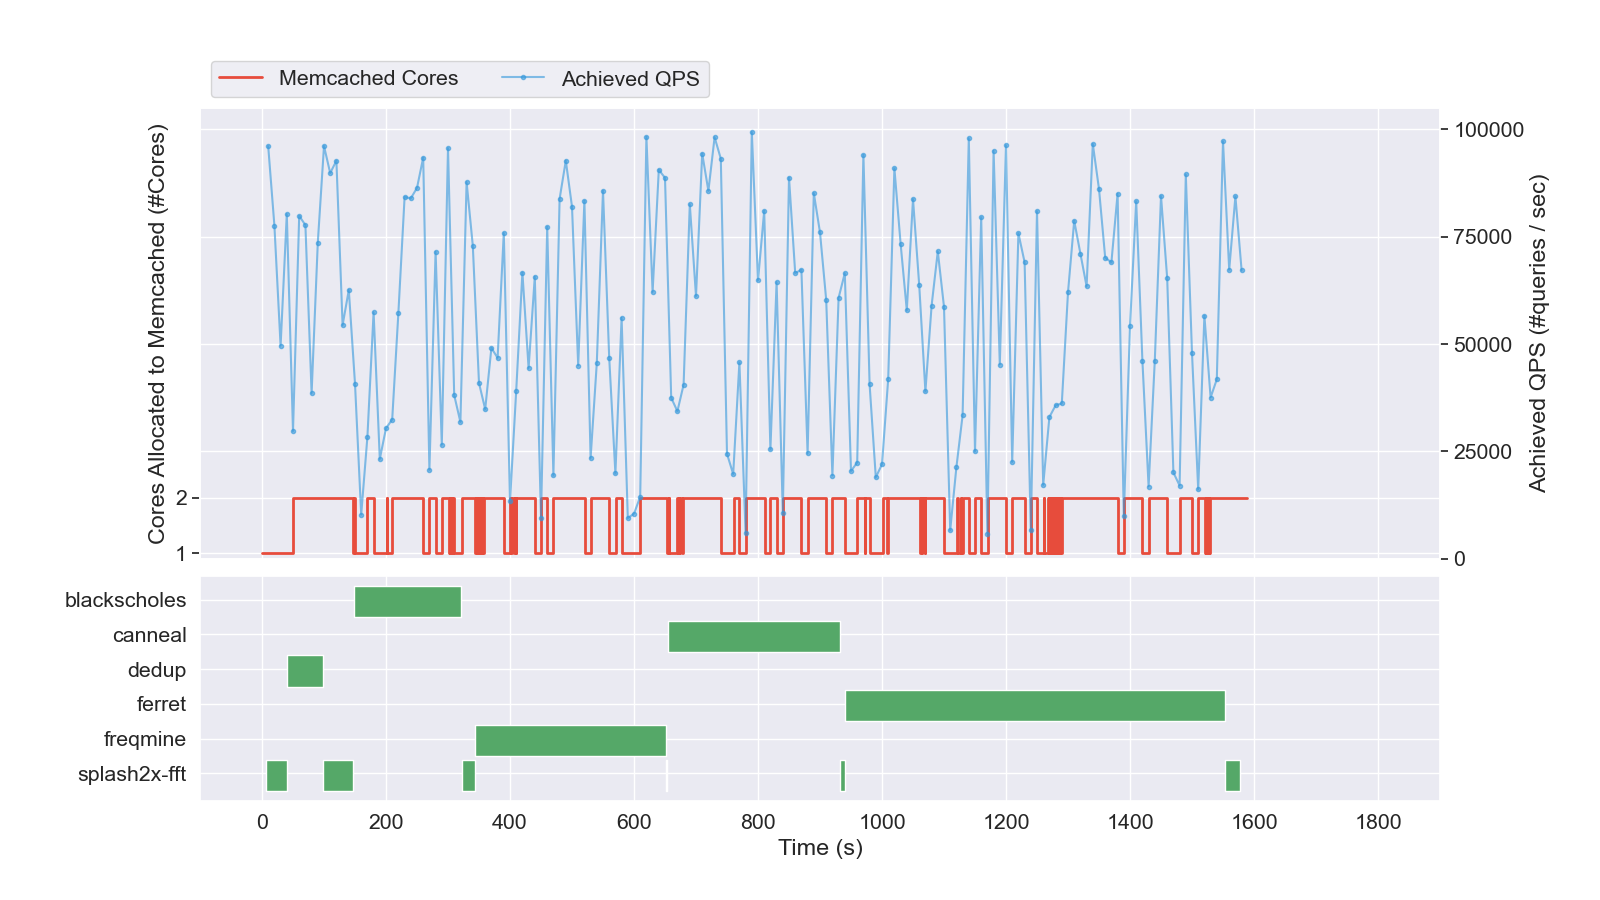 Memcached Cores
Achieved QPS
Cores Allocated to Memcached (#Cores)
2
1
100000
75000
50000
25000
0
Achieved QPS (#queries / sec)
blackscholes
canneal
dedup
ferret
freqmine
splash2x-fft
0 200 400 600 800 1000 1200 1400 1600 1800
Time (s)